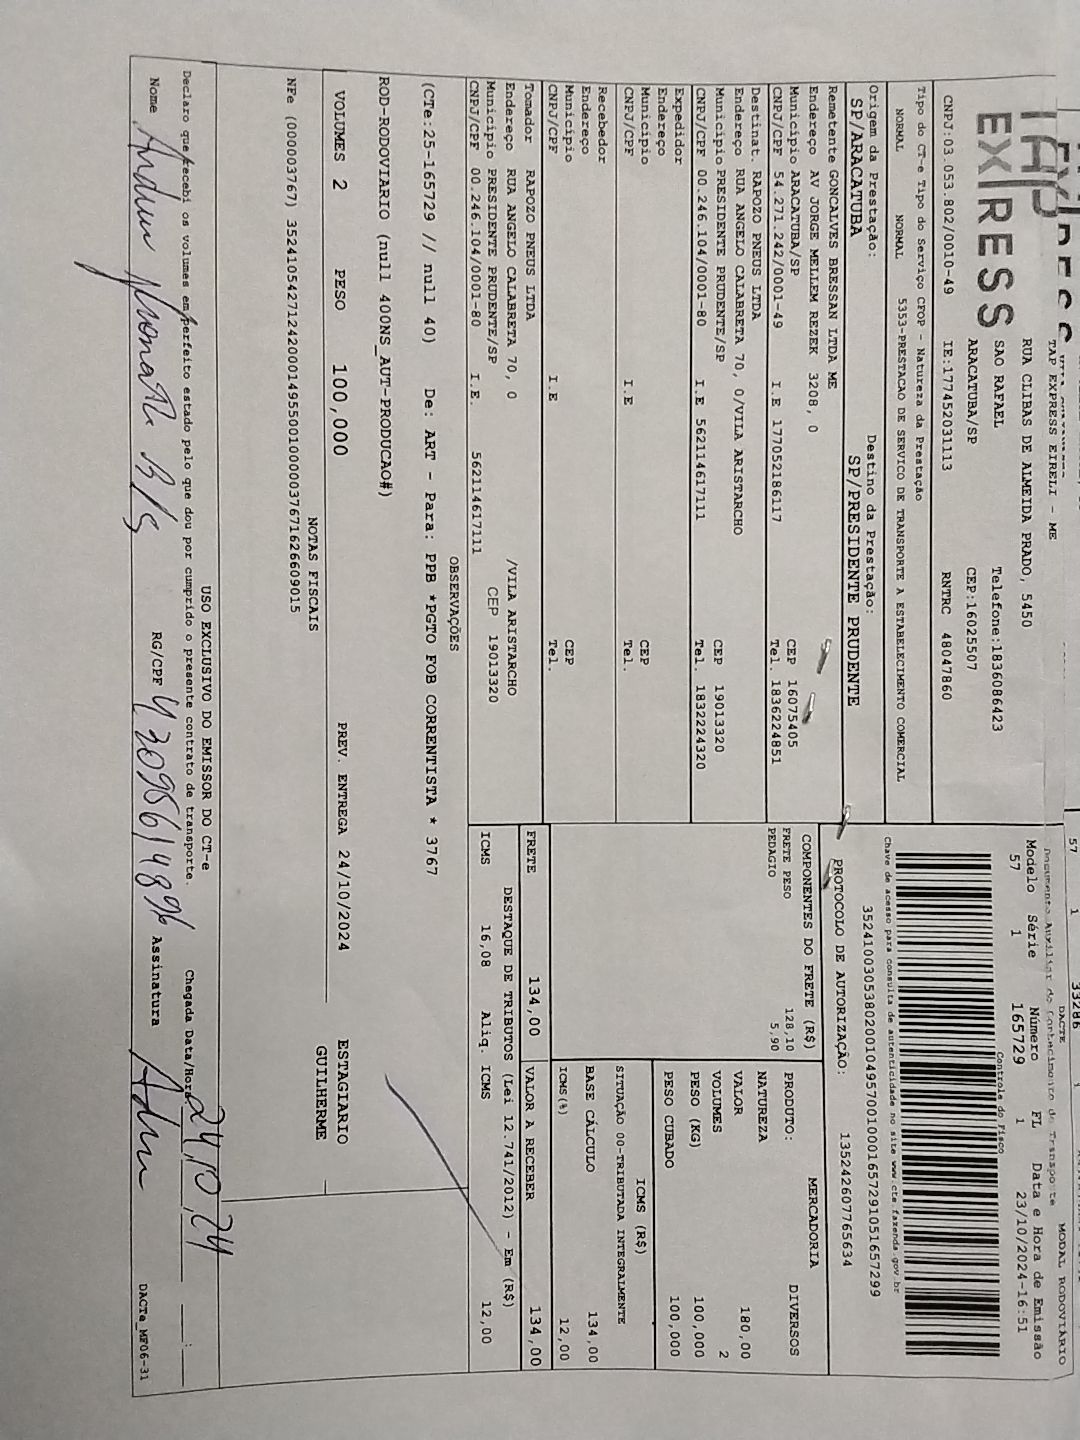 TAP EXPRESS EIRELI - ME
EX/RESS
RUA CLIBAS DE ALMEIDA PRADO, 5450
SAO RAFAEL Telefone:1836086423
ARACATUBA/SP CEP:16025507
CNPJ:03.053.802/0010-49 IE:177452031113 RNTRC 48047860
57 1 33286
DACTE MODAL RODOVIÁRIO
Documento Auxiliar do Conhecimento de Transporte
Modelo Série Número FL Data e Hora de Emissão
57 1 165729 1 23/10/2024-16:51
Controle do Fisco
Tipo do CT-e Tipo do Serviço CFOP - Natureza da Prestação
NORMAL NORMAL 5353-PRESTACAO DE SERVICO DE TRANSPORTE A ESTABELECIMENTO COMERCIAL
Chave de acesso para consulta de autenticidade no site www.cte.fazenda.gov.br
35241003053802001049570010001657291051657299
Origem da Prestação: Destino da Prestação:
SP/ARACATUBA SP/PRESIDENTE PRUDENTE
PROTOCOLO DE AUTORIZAÇÃO: 135242607765634
Remetente GONCALVES BRESSAN LTDA ME
Endereço AV JORGE MELLEM REZEK 3208, 0
Município ARACATUBA/SP CEP 16075405
CNPJ/CPF 54.271.242/0001-49 I.E 177052186117 Tel. 1836224851
Destinat. RAPOZO PNEUS LTDA
Endereço RUA ANGELO CALABRETA 70, 0/VILA ARISTARCHO
Município PRESIDENTE PRUDENTE/SP CEP 19013320
CNPJ/CPF 00.246.104/0001-80 I.E 562114617111 Tel. 1832224320
Expedidor
Endereço
Município CEP
CNPJ/CPF I.E Tel.
Recebedor
Endereço
Município CEP
CNPJ/CPF I.E Tel.
Tomador RAPOZO PNEUS LTDA
Endereço RUA ANGELO CALABRETA 70, 0 /VILA ARISTARCHO
Município PRESIDENTE PRUDENTE/SP CEP 19013320
CNPJ/CPF 00.246.104/0001-80 I.E. 562114617111
COMPONENTES DO FRETE (R$)
FRETE PESO 128,10
PEDAGIO 5,90
MERCADORIA
PRODUTO: DIVERSOS
NATUREZA
VALOR 180,00
VOLUMES 2
PESO (KG) 100,000
PESO CUBADO 100,000
ICMS (R$)
SITUAÇÃO 00-TRIBUTADA INTEGRALMENTE
BASE CÁLCULO 134,00
ICMS(%) 12,00
FRETE 134,00 VALOR A RECEBER 134,00
DESTAQUE DE TRIBUTOS (Lei 12.741/2012) - Em (R$)
ICMS 16,08 Aliq. ICMS 12,00
OBSERVAÇÕES
(CTe:25-165729 // null 40) De: ART - Para: PPB *PGTO FOB CORRENTISTA * 3767
ROD-RODOVIARIO (null 400NS_AUT-PRODUCAO#)
VOLUMES 2 PESO 100,000 PREV. ENTREGA 24/10/2024 ESTAGIARIO
GUILHERME
NOTAS FISCAIS
NFe (000003767) 35241054271242000149550010000037671626609015
USO EXCLUSIVO DO EMISSOR DO CT-e
Declaro que recebi os volumes em perfeito estado pelo que dou por cumprido o presente contrato de transporte. Chegada Data/Hora 24,10,24 :
Nome RG/CPF Assinatura
DACTe_MF06-31